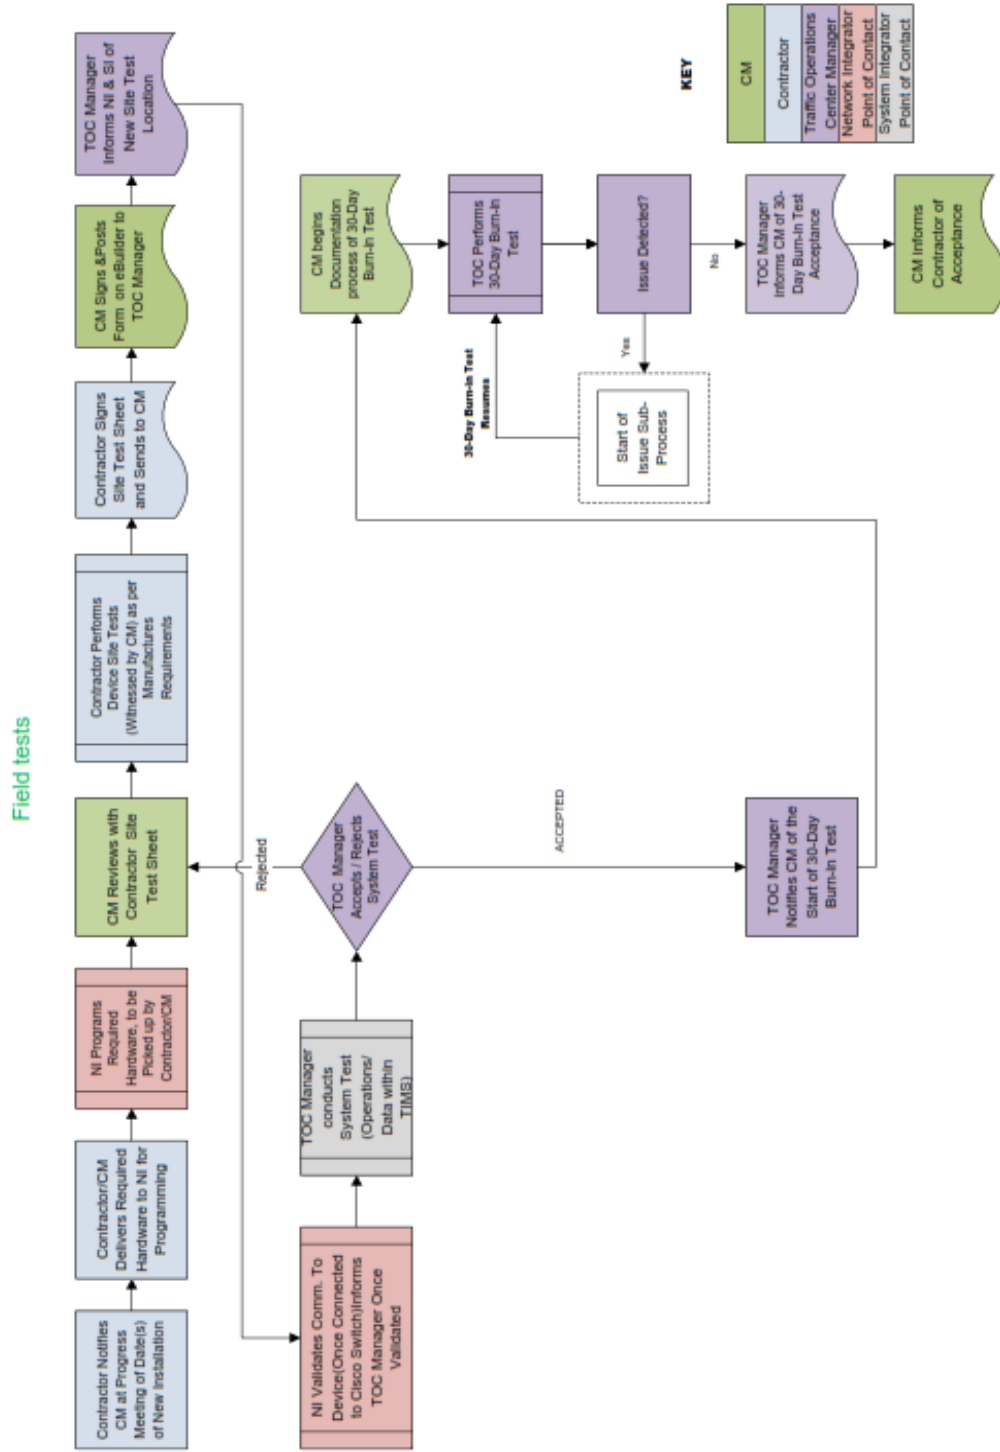 Field tests
Contractor Notifies
CM at Progress
Meeting of Date(s)
of New Installation
Contractor/CM
Delivers Required
Hardware to NI for
Programming
NI Programs
Required
Hardware, to be
Picked up by
Contractor/CM
CM Reviews with
Contractor Site
Test Sheet
Contractor Performs
Device Site Tests
(Witnessed by CM) as per
Manufactures
Requirements
Contractor Signs
Site Test Sheet
and Sends to CM
CM Signs &Posts
Form on eBuilder to
TOC Manager
TOC Manager
Informs NI & SI of
New Site Test
Location
NI Validates Comm. To
Device(Once Connected
to Cisco Switch)Informs
TOC Manager Once
Validated
TOC Manager
conducts
System Test
(Operations/
Data within
TIMS)
TOC Manager
Accepts / Rejects
System Test
Rejected
ACCEPTED
TOC Manager
Notifies CM of the
Start of 30-Day
Burn-In Test
CM begins
Documentation
process of 30-Day
Burn-In Test
TOC Performs
30-Day Burn-In
Test
30-Day Burn-In Test
Resumes
Issue Detected?
Yes
Start of
Issue Sub-
Process
No
TOC Manager
Informs CM of 30-
Day Burn-In Test
Acceptance
CM Informs
Contractor of
Acceptance
KEY
CM
Contractor
Traffic Operations
Center Manager
Network Integrator
Point of Contact
System Integrator
Point of Contact